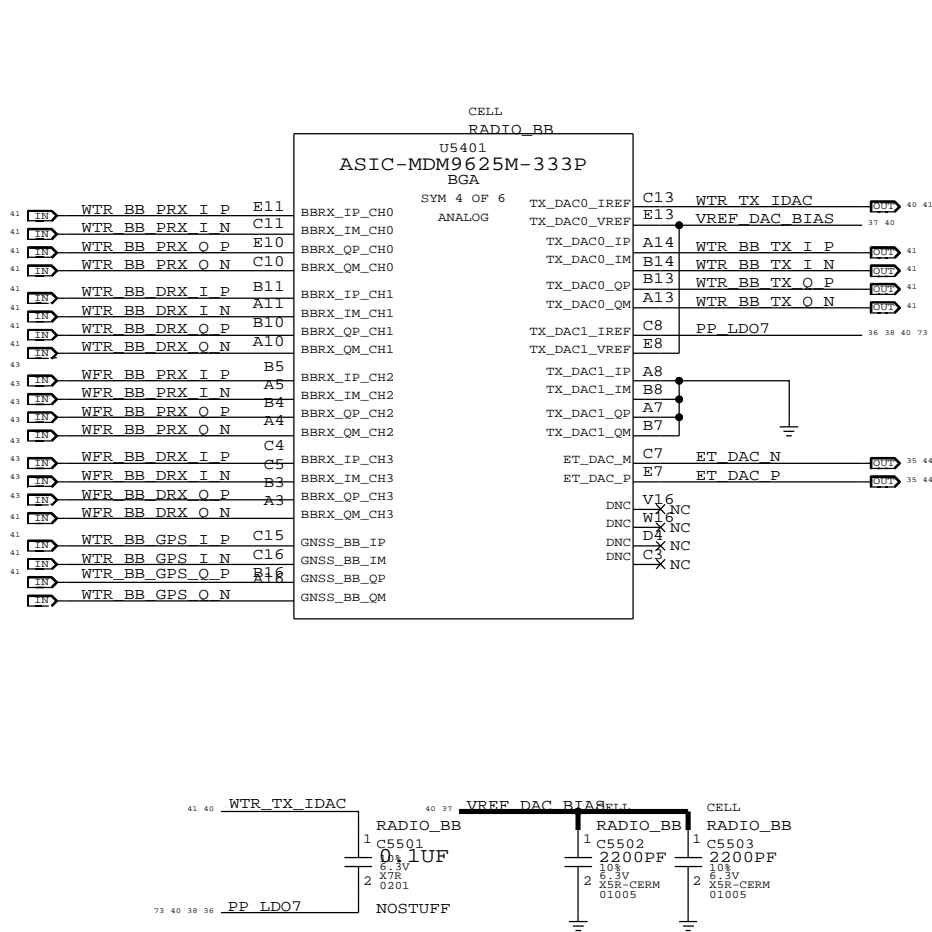 CELL
RADIO_BB
U5401
ASIC-MDM9625M-333P
BGA
SYM 4 OF 6
ANALOG
41 IN WTR_BB_PRX_I_P E11 BBRX_IP_CH0
41 IN WTR_BB_PRX_I_N C11 BBRX_IM_CH0
41 IN WTR_BB_PRX_Q_P E10 BBRX_QP_CH0
41 IN WTR_BB_PRX_Q_N C10 BBRX_QM_CH0
41 IN WTR_BB_DRX_I_P B11 BBRX_IP_CH1
41 IN WTR_BB_DRX_I_N A11 BBRX_IM_CH1
41 IN WTR_BB_DRX_Q_P B10 BBRX_QP_CH1
41 IN WTR_BB_DRX_Q_N A10 BBRX_QM_CH1
43 IN WFR_BB_PRX_I_P B5 BBRX_IP_CH2
43 IN WFR_BB_PRX_I_N A5 BBRX_IM_CH2
43 IN WFR_BB_PRX_Q_P B4 BBRX_QP_CH2
43 IN WFR_BB_PRX_Q_N A4 BBRX_QM_CH2
43 IN WFR_BB_DRX_I_P C4 BBRX_IP_CH3
43 IN WFR_BB_DRX_I_N C5 BBRX_IM_CH3
43 IN WFR_BB_DRX_Q_P B3 BBRX_QP_CH3
43 IN WFR_BB_DRX_Q_N A3 BBRX_QM_CH3
41 IN WTR_BB_GPS_I_P C15 GNSS_BB_IP
41 IN WTR_BB_GPS_I_N C16 GNSS_BB_IM
41 IN WTR_BB_GPS_Q_P B16 GNSS_BB_QP
41 IN WTR_BB_GPS_Q_N A16 GNSS_BB_QM
TX_DAC0_IREF C13 WTR_TX_IDAC OUT 40 41
TX_DAC0_VREF E13 VREF_DAC_BIAS 37 40
TX_DAC0_IP A14 WTR_BB_TX_I_P OUT 41
TX_DAC0_IM B14 WTR_BB_TX_I_N OUT 41
TX_DAC0_QP B13 WTR_BB_TX_Q_P OUT 41
TX_DAC0_QM A13 WTR_BB_TX_Q_N OUT 41
TX_DAC1_IREF C8 PP_LDO7 36 38 40 73
TX_DAC1_VREF E8
TX_DAC1_IP A8
TX_DAC1_IM B8
TX_DAC1_QP A7
TX_DAC1_QM B7
ET_DAC_M C7 ET_DAC_N OUT 35 44
ET_DAC_P E7 ET_DAC_P OUT 35 44
DNC V16 NC
DNC W16 NC
DNC D4 NC
DNC C3 NC
41 40 WTR_TX_IDAC
RADIO_BB
1 C5501
0.1UF
10%
6.3V
X7R
2 0201
73 40 38 36 PP_LDO7 NOSTUFF
40 37 VREF_DAC_BIAS
CELL
RADIO_BB
1 C5502
2200PF
10%
6.3V
2 X5R-CERM
01005
CELL
RADIO_BB
1 C5503
2200PF
10%
6.3V
2 X5R-CERM
01005